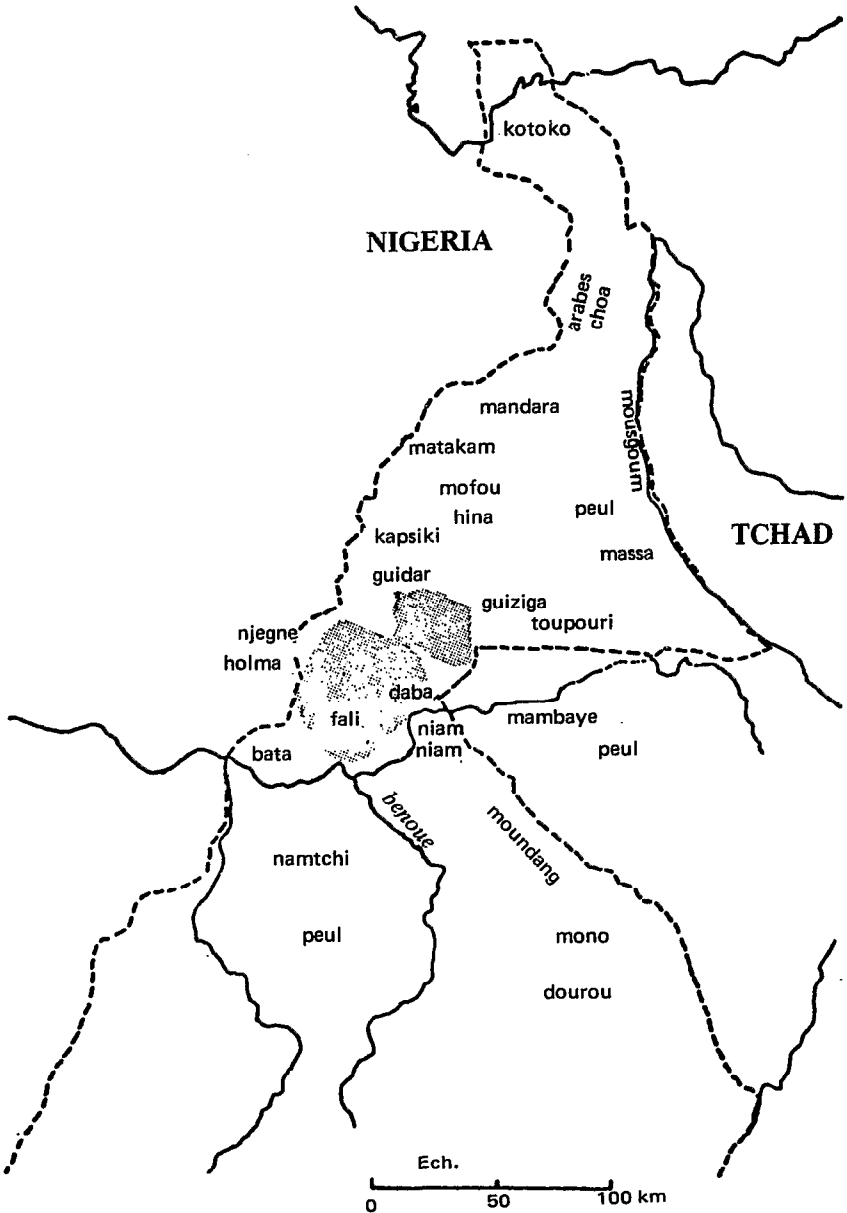 kotoko
NIGERIA
arabes
choa
mandara
mousgoum
matakam
mofou
hina
peul
kapsiki
TCHAD
massa
guidar
guiziga
toupouri
njegne
holma
daba
fali
niam
niam
mambaye
peul
bata
benoue
moundang
namtchi
peul
mono
dourou
Ech.
0 50 100 km